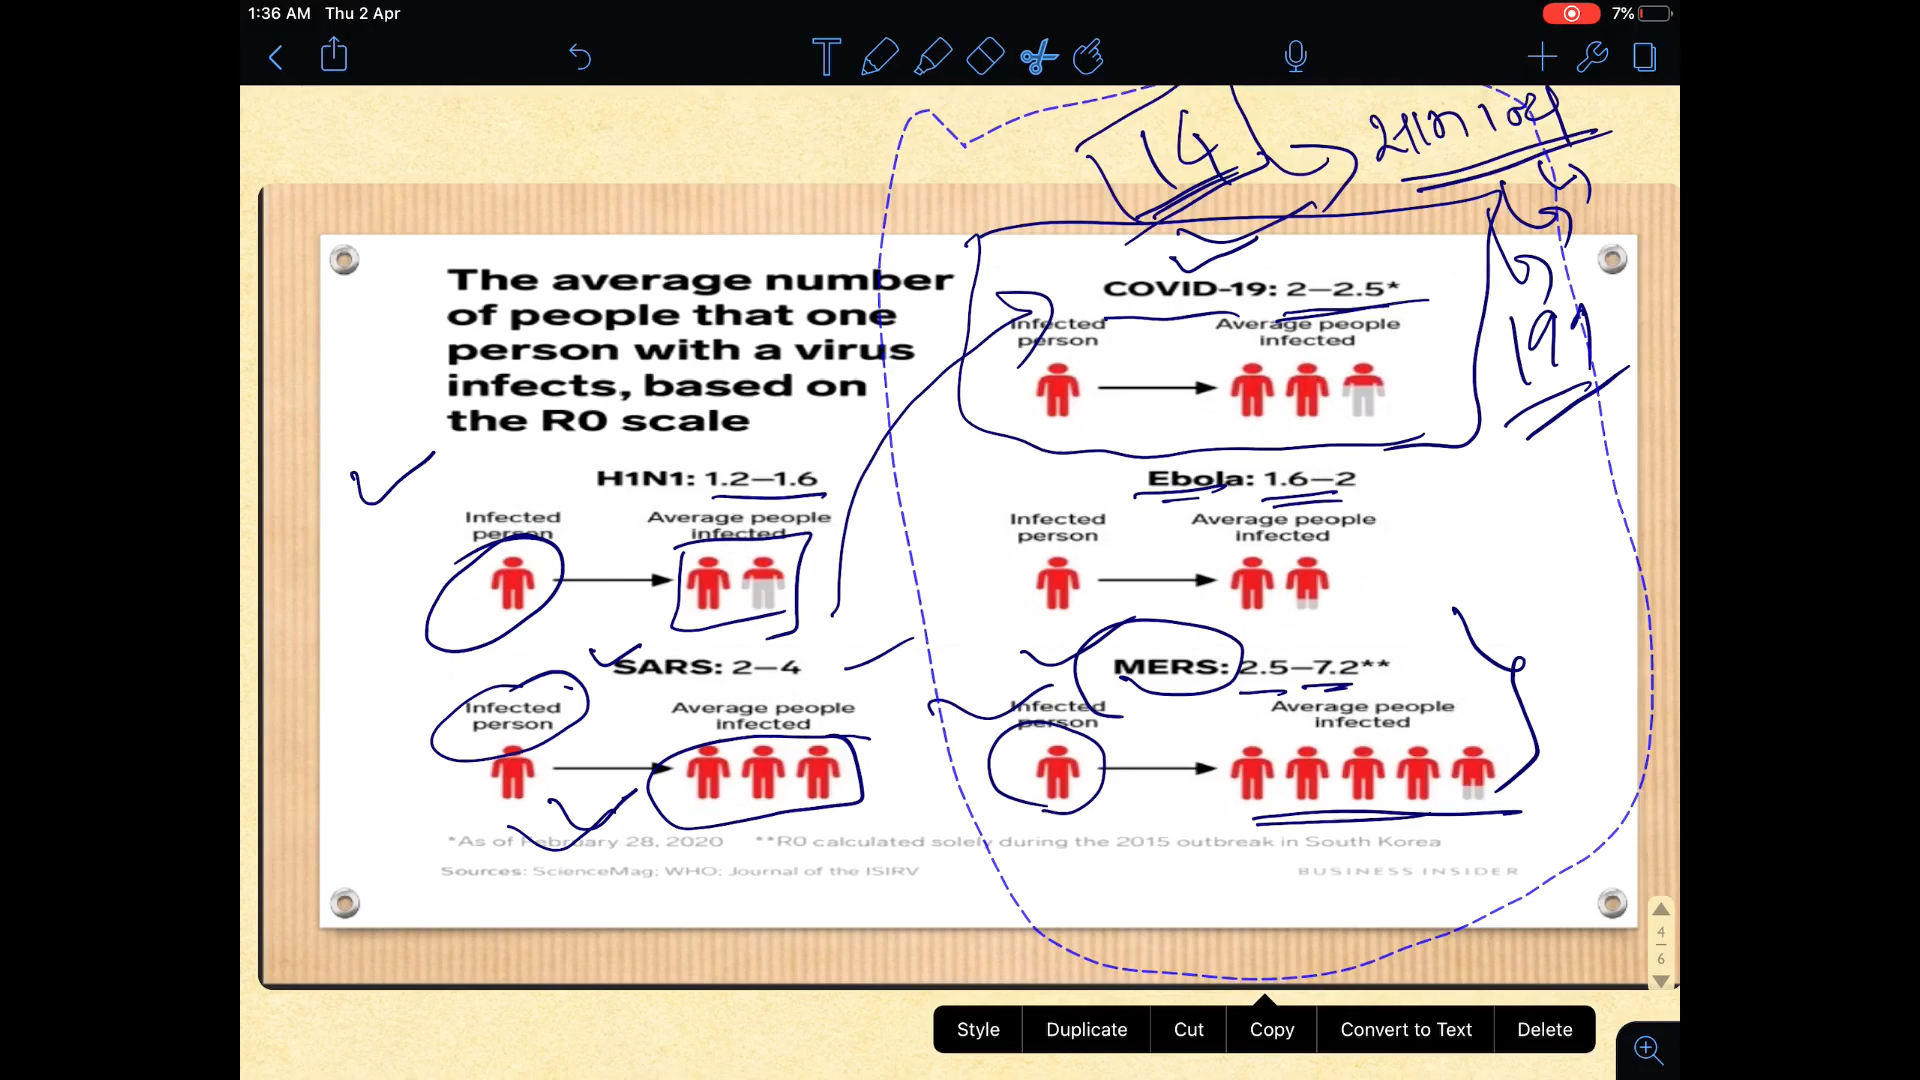 1:36 AM Thu 2 Apr
7%
14
The average number
of people that one
person with a virus
infects, based on
the R0 scale
COVID-19: 2–2.5*
Infected
person
Average people
infected
H1N1: 1.2–1.6
Infected
person
Average people
infected
Ebola: 1.6–2
Infected
person
Average people
infected
SARS: 2–4
Infected
person
Average people
infected
MERS: 2.5–7.2**
Infected
person
Average people
infected
*As of February 28, 2020 **R0 calculated solely during the 2015 outbreak in South Korea
Sources: ScienceMag; WHO; Journal of the ISIRV
BUSINESS INSIDER
4
6
Style Duplicate Cut Copy Convert to Text Delete